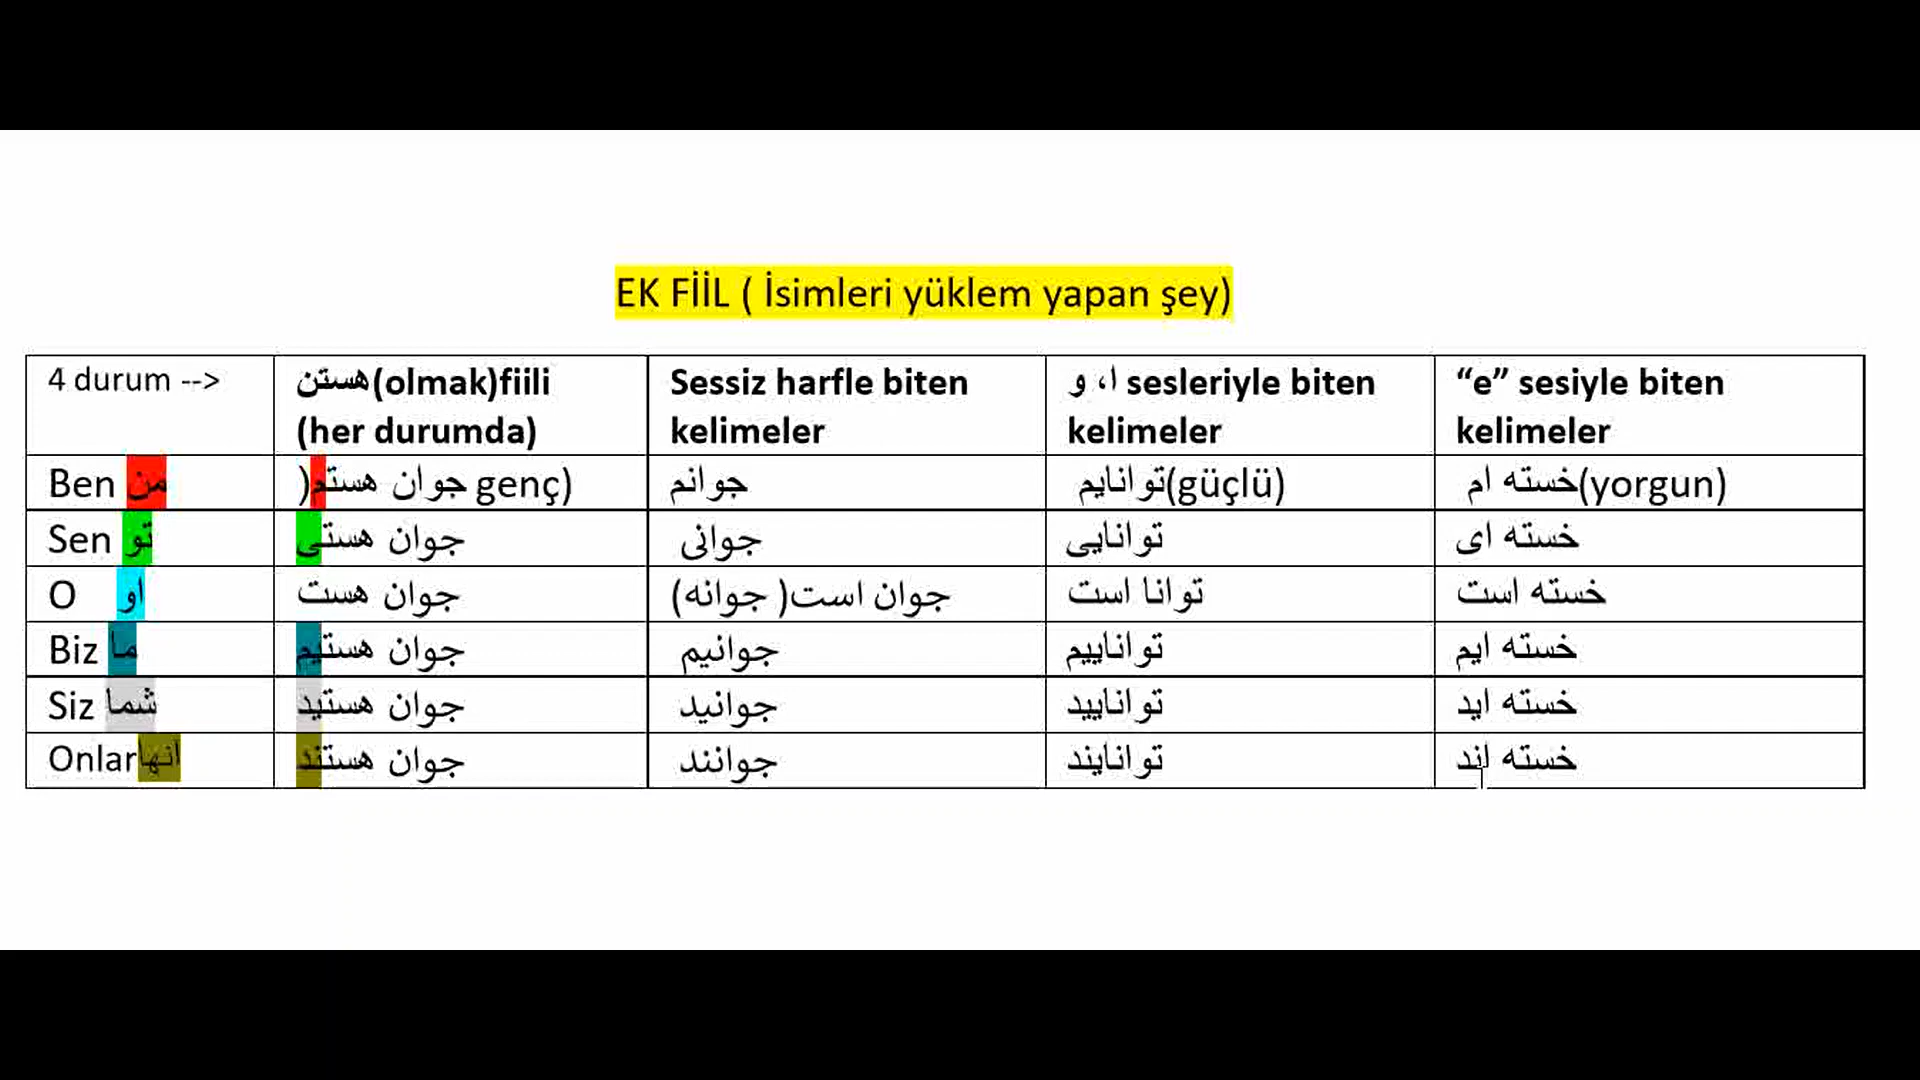 EK FİİL ( İsimleri yüklem yapan şey)
4 durum --> هستن(olmak)fiili (her durumda) Sessiz harfle biten kelimeler ا، و sesleriyle biten kelimeler “e” sesiyle biten kelimeler
Ben من جوان هستم( genç) جوانم توانایم(güçlü) خسته ام(yorgun)
Sen تو جوان هستی جوانی توانایی خسته ای
O او جوان هست جوان است( جوانه) توانا است خسته است
Biz ما جوان هستیم جوانیم تواناییم خسته ایم
Siz شما جوان هستید جوانید توانایید خسته اید
Onlar آنها جوان هستند جوانند توانایند خسته اند